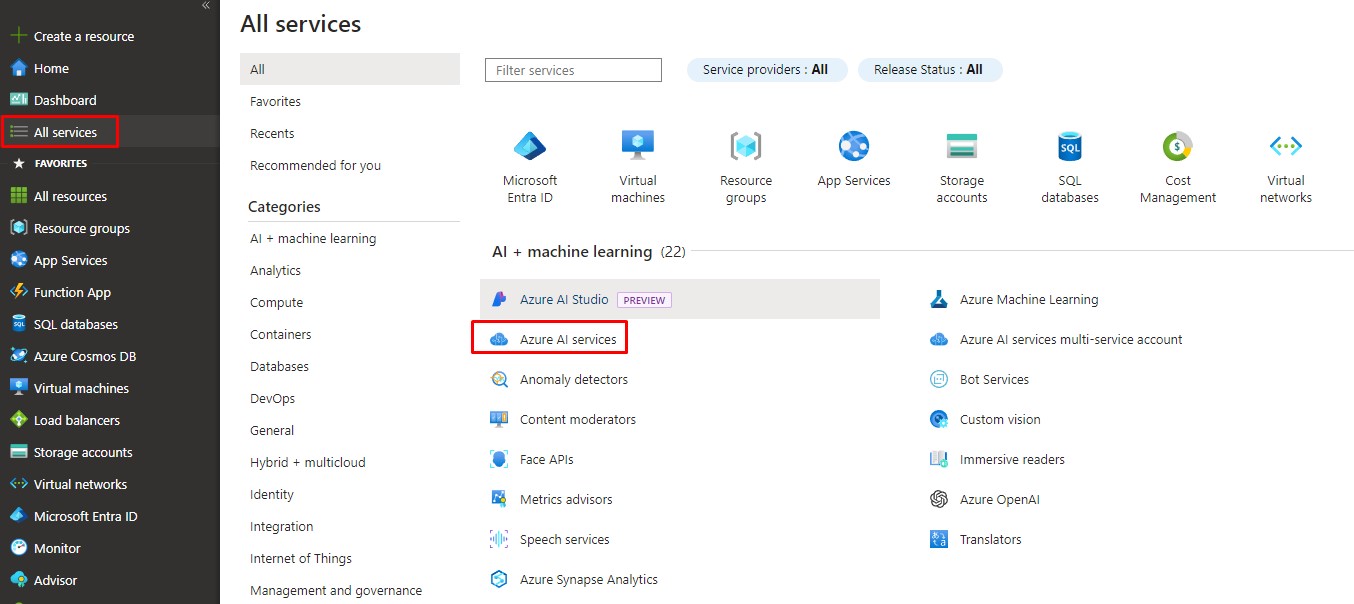 «
Create a resource
Home
Dashboard
All services
FAVORITES
All resources
Resource groups
App Services
Function App
SQL databases
Azure Cosmos DB
Virtual machines
Load balancers
Storage accounts
Virtual networks
Microsoft Entra ID
Monitor
Advisor
All services
All
Favorites
Recents
Recommended for you
Categories
AI + machine learning
Analytics
Compute
Containers
Databases
DevOps
General
Hybrid + multicloud
Identity
Integration
Internet of Things
Management and governance
Filter services
Service providers : All
Release Status : All
Microsoft
Entra ID
Virtual
machines
Resource
groups
App Services
Storage
accounts
SQL
databases
Cost
Management
Virtual
networks
AI + machine learning (22)
Azure AI Studio PREVIEW
Azure AI services
Anomaly detectors
Content moderators
Face APIs
Metrics advisors
Speech services
Azure Synapse Analytics
Azure Machine Learning
Azure AI services multi-service account
Bot Services
Custom vision
Immersive readers
Azure OpenAI
Translators